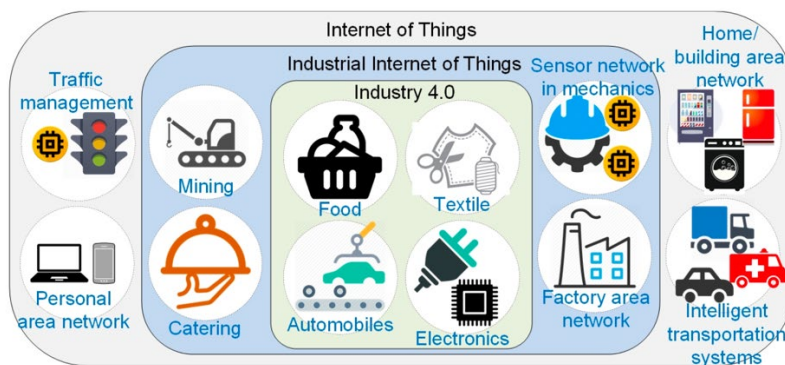 Internet of Things
Industrial Internet of Things
Industry 4.0
Traffic
management
Personal
area network
Mining
Catering
Food
Textile
Automobiles
Electronics
Sensor network
in mechanics
Factory area
network
Home/
building area
network
Intelligent
transportation
systems